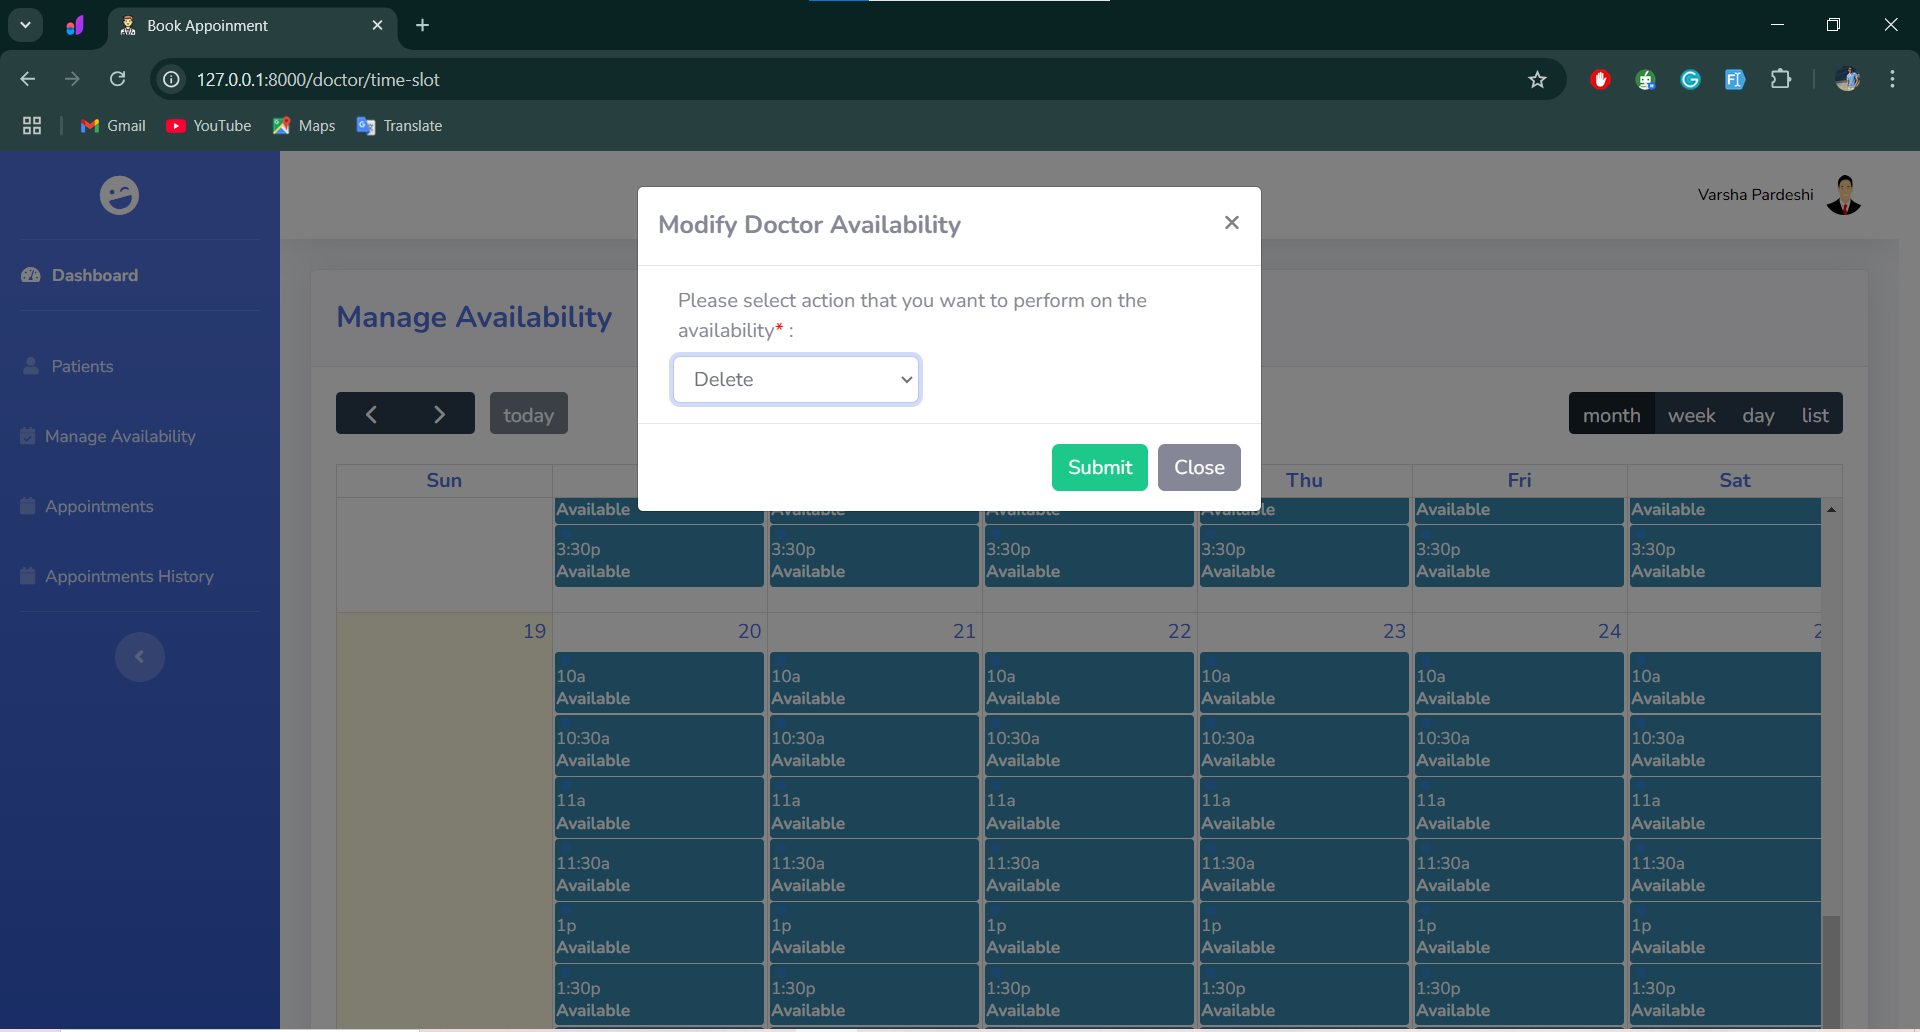 Book Appoinment
127.0.0.1:8000/doctor/time-slot
Gmail
YouTube
Maps
Translate
Varsha Pardeshi
Dashboard
Patients
Manage Availability
Appointments
Appointments History
Manage Availability
Modify Doctor Availability
Please select action that you want to perform on the
availability* :
Delete
Submit Close
today
month week day list
Sun Thu Fri Sat
Available Available Available Available Available Available
3:30p 3:30p 3:30p 3:30p 3:30p 3:30p
Available Available Available Available Available Available
19 20 21 22 23 24
10a 10a 10a 10a 10a 10a
Available Available Available Available Available Available
10:30a 10:30a 10:30a 10:30a 10:30a 10:30a
Available Available Available Available Available Available
11a 11a 11a 11a 11a 11a
Available Available Available Available Available Available
11:30a 11:30a 11:30a 11:30a 11:30a 11:30a
Available Available Available Available Available Available
1p 1p 1p 1p 1p 1p
Available Available Available Available Available Available
1:30p 1:30p 1:30p 1:30p 1:30p 1:30p
Available Available Available Available Available Available